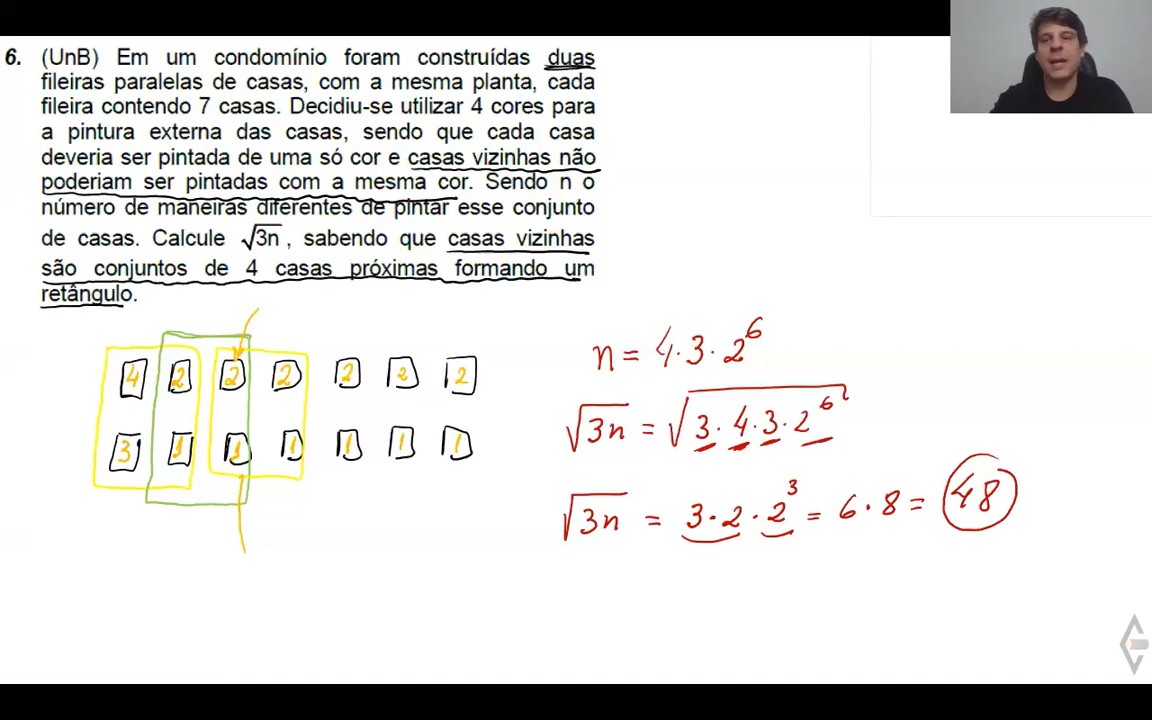 6. (UnB) Em um condomínio foram construídas duas
fileiras paralelas de casas, com a mesma planta, cada
fileira contendo 7 casas. Decidiu-se utilizar 4 cores para
a pintura externa das casas, sendo que cada casa
deveria ser pintada de uma só cor e casas vizinhas não
poderiam ser pintadas com a mesma cor. Sendo n o
número de maneiras diferentes de pintar esse conjunto
de casas. Calcule √3n, sabendo que casas vizinhas
são conjuntos de 4 casas próximas formando um
retângulo.
4 2 2 2 2 2 2
3 1 1 1 1 1 1
n = 4·3·2⁶
√3n = √3·4·3·2⁶²
√3n = 3·2·2³ = 6·8 = 48